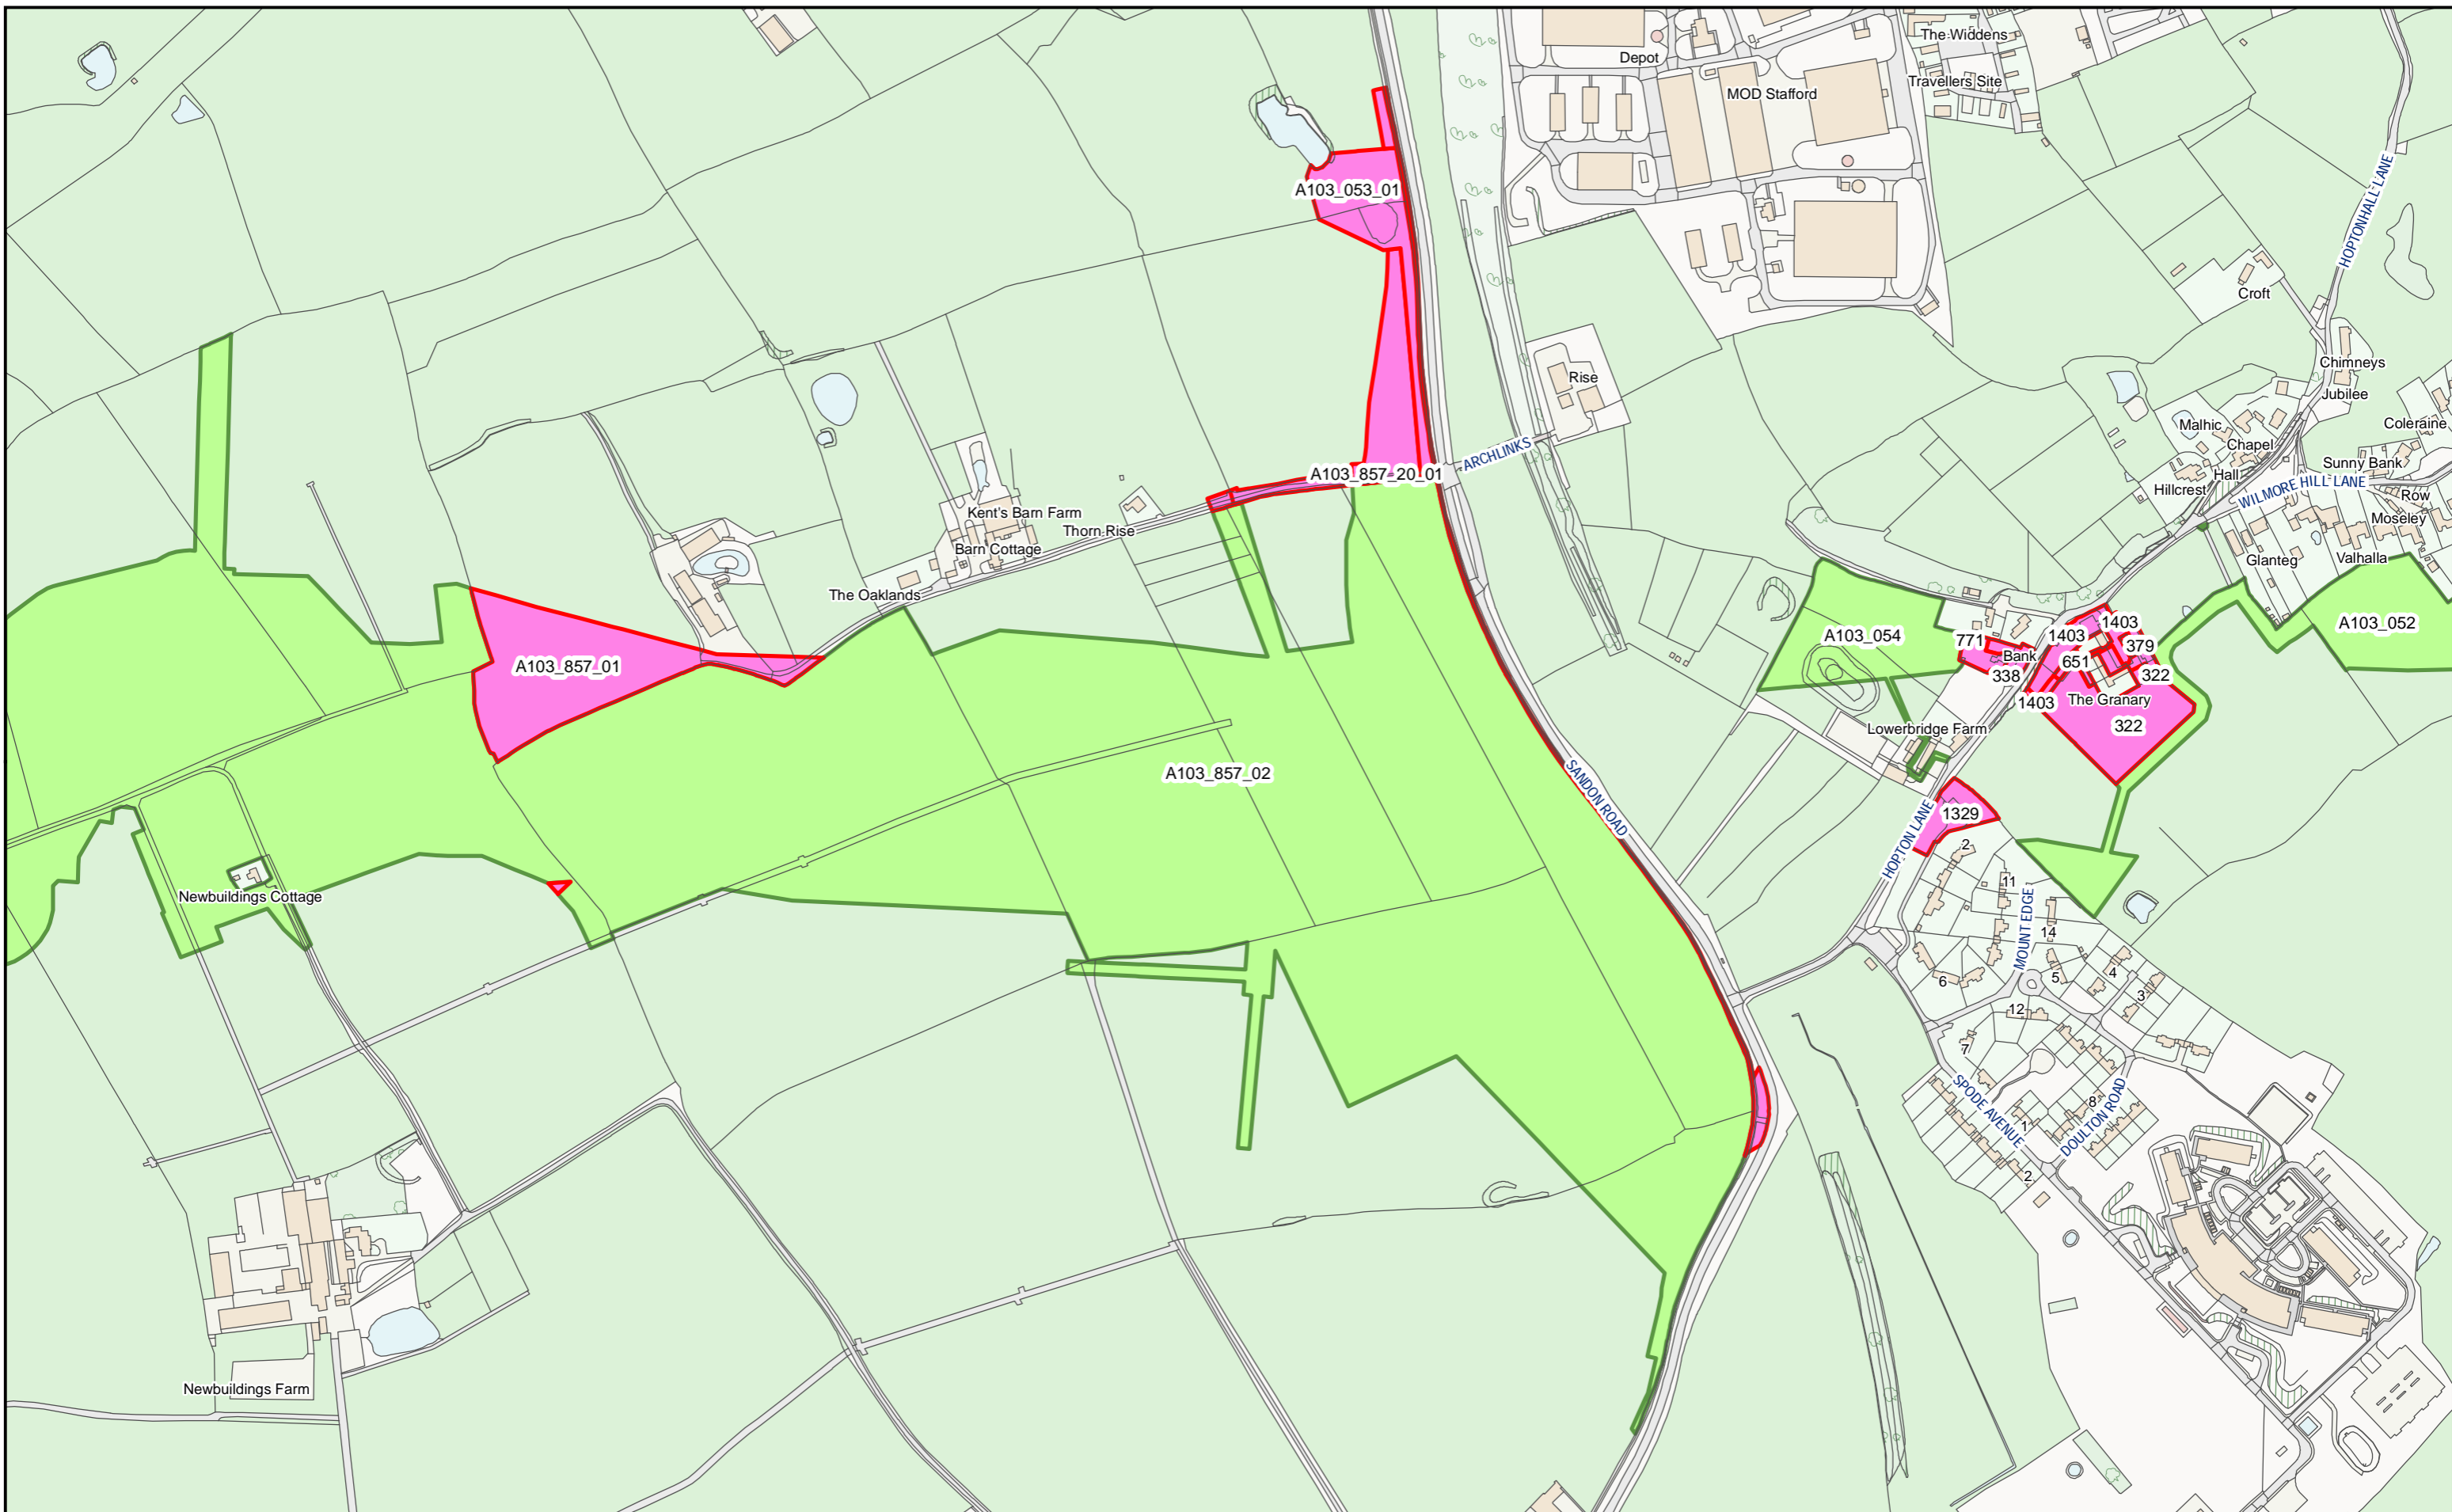 The Widdens
Depot
Travellers Site
MOD Stafford
HOPTONHALL LANE
A103_053_01
Croft
Chimneys
Rise
Jubilee
Malhic
Coleraine
Chapel
ARCHLINKS
Sunny Bank
A103_857_20_01
Hall
WILMORE HILL LANE
Hillcrest
Row
Kent's Barn Farm
Moseley
Thorn Rise
Barn Cottage
Glanteg
Valhalla
The Oaklands
A103_052
A103_054
1403
1403
771
379
Bank
651
A103_857_01
338
322
The Granary
1403
322
Lowerbridge Farm
A103_857_02
SANDON ROAD
1329
HOPTON LANE
2
11
Newbuildings Cottage
MOUNT EDGE
14
4
6
5
3
12
7
SPODE AVENUE
8
DOULTON ROAD
1
2
Newbuildings Farm